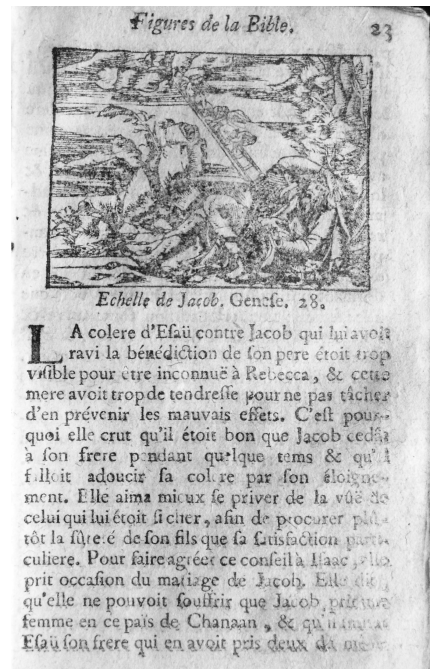 Figures de la Bible.
23
Echelle de Jacob. Genese. 28.
LA colere d'Esaü contre Jacob qui lui avoit
ravi la bénédiction de son pere étoit trop
visible pour être inconnuë à Rebecca, & cette
mere avoit trop de tendresse pour ne pas tâcher
d'en prévenir les mauvais effets. C'est pour-
quoi elle crut qu'il étoit bon que Jacob cedât
à son frere pendant quelque tems & qu'il
falloit adoucir sa colere par son éloigne-
ment. Elle aima mieux se priver de la vûë de
celui qui lui étoit si cher, afin de procurer plû-
tôt la sûreté de son fils que sa satisfaction parti-
culiere. Pour faire agréer ce conseil à Isaac, elle
prit occasion du mariage de Jacob. Elle dit
qu'elle ne pouvoit souffrir que Jacob prît une
femme en ce païs de Chanaan, &
Esaü son frere qui en avoit pris deux